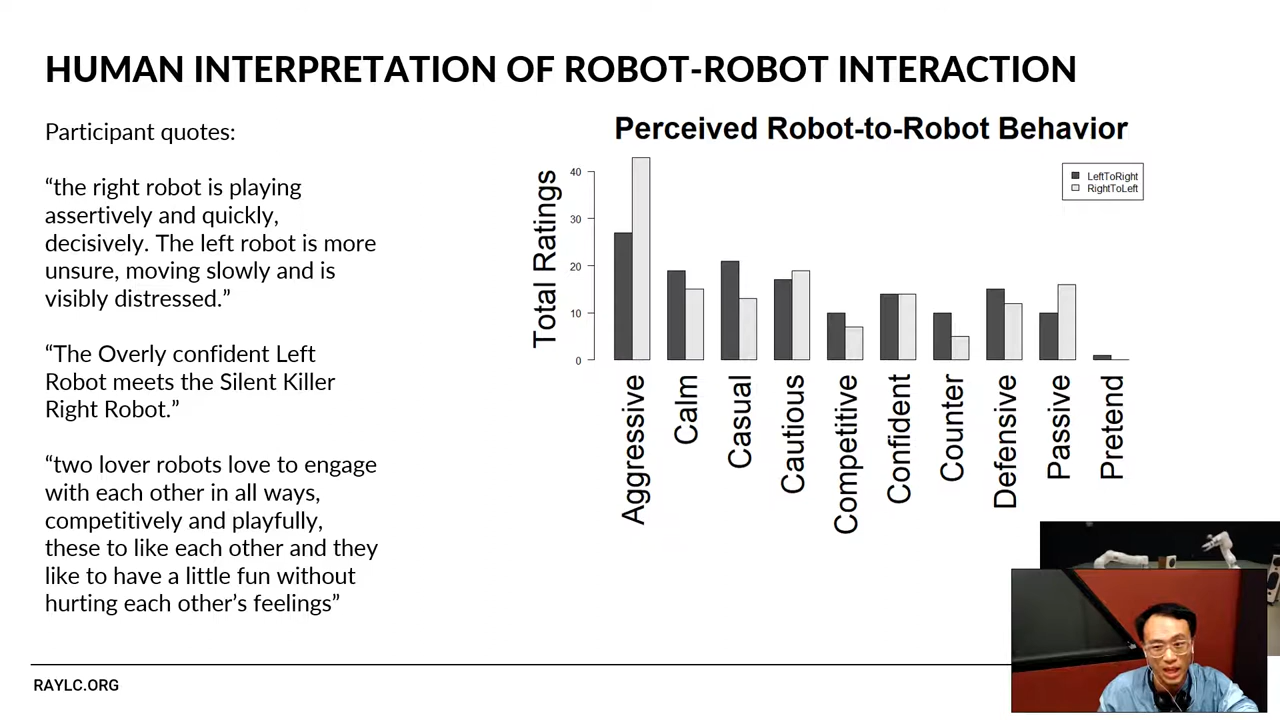 HUMAN INTERPRETATION OF ROBOT-ROBOT INTERACTION
Participant quotes:
“the right robot is playing
assertively and quickly,
decisively. The left robot is more
unsure, moving slowly and is
visibly distressed.”
“The Overly confident Left
Robot meets the Silent Killer
Right Robot.”
“two lover robots love to engage
with each other in all ways,
competitively and playfully,
these to like each other and they
like to have a little fun without
hurting each other’s feelings”
Perceived Robot-to-Robot Behavior
LeftToRight
RightToLeft
Total Ratings
40
30
20
10
0
Aggressive
Calm
Casual
Cautious
Competitive
Confident
Counter
Defensive
Passive
Pretend
RAYLC.ORG